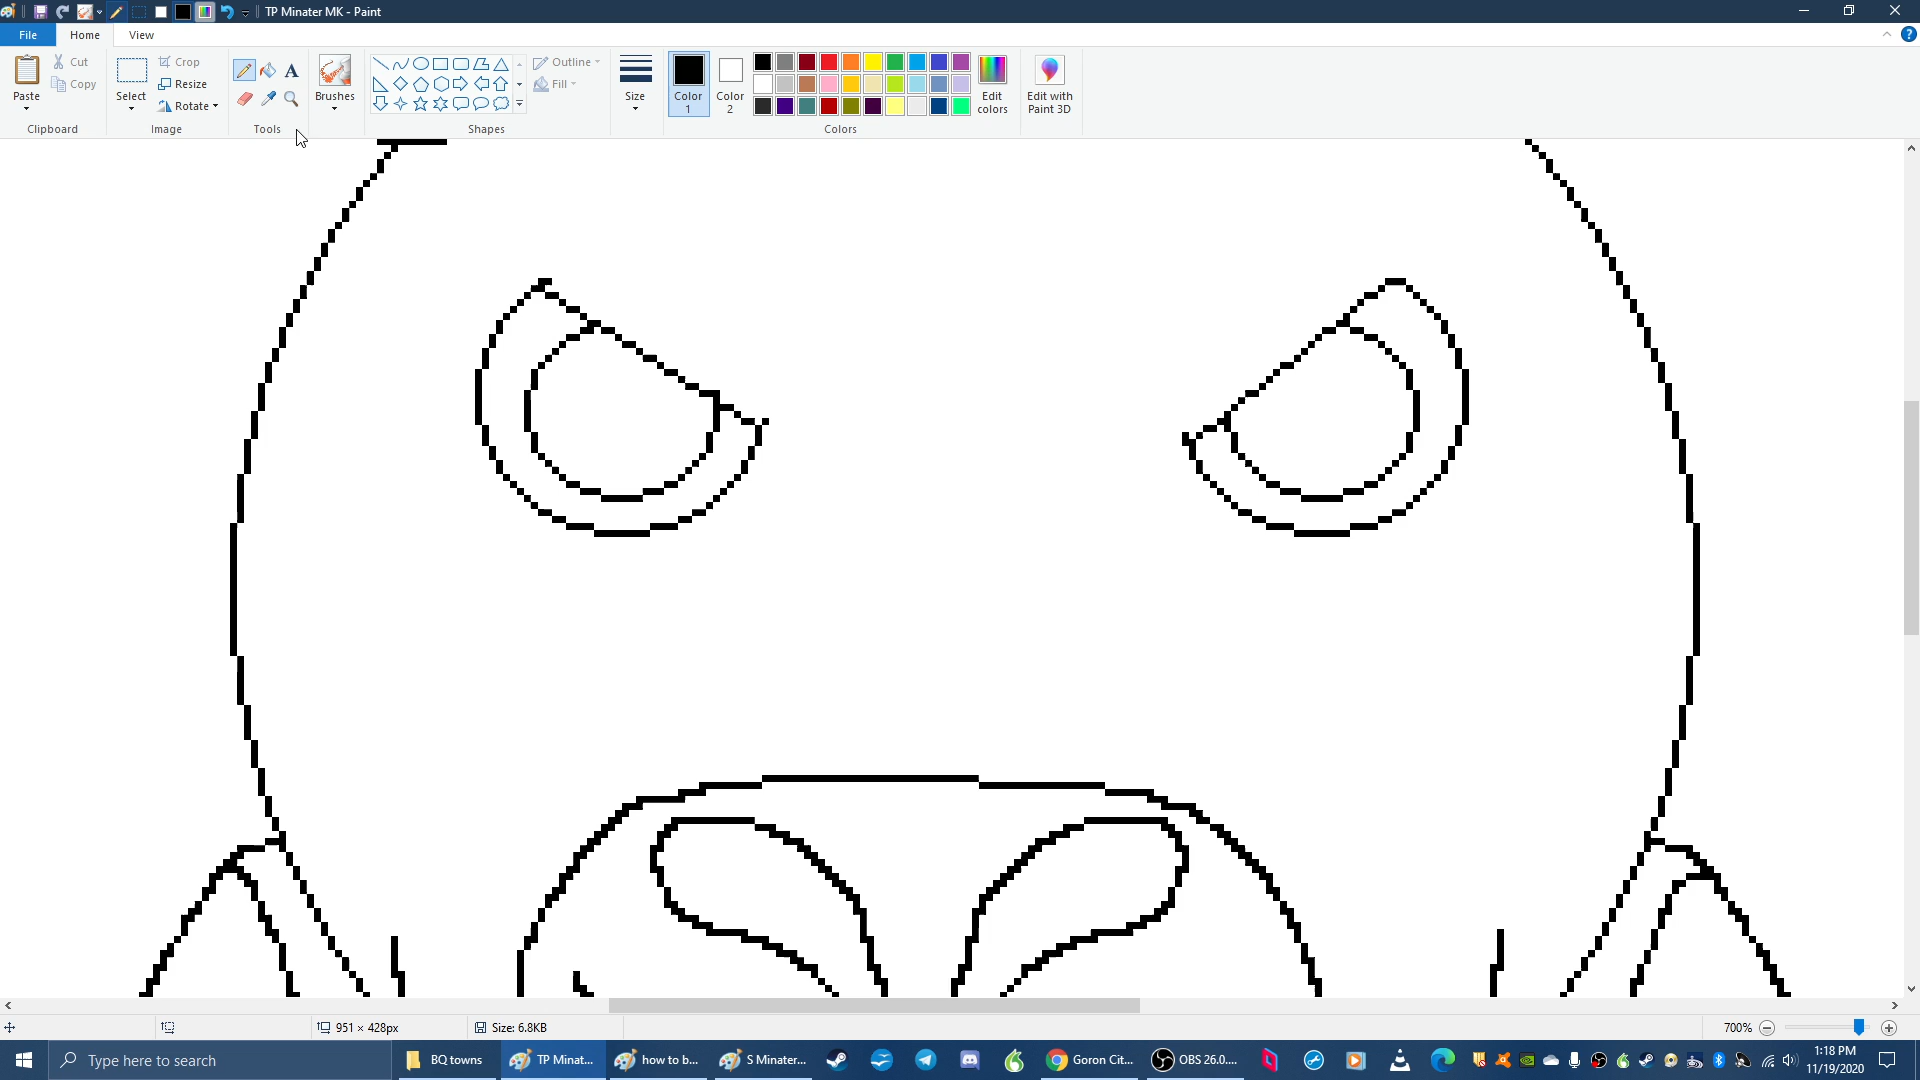 TP Minater MK - Paint
File Home View
Paste
Cut
Copy
Clipboard
Select
Crop
Resize
Rotate
Image
A
Tools
Brushes
Shapes
Outline
Fill
Size
Color 1
Color 2
Colors
Edit colors
Edit with Paint 3D
951 × 428px
Size: 6.8KB
700%
Type here to search
BQ towns
TP Minat...
how to b...
S Minater...
Goron Cit...
OBS 26.0....
1:18 PM
11/19/2020